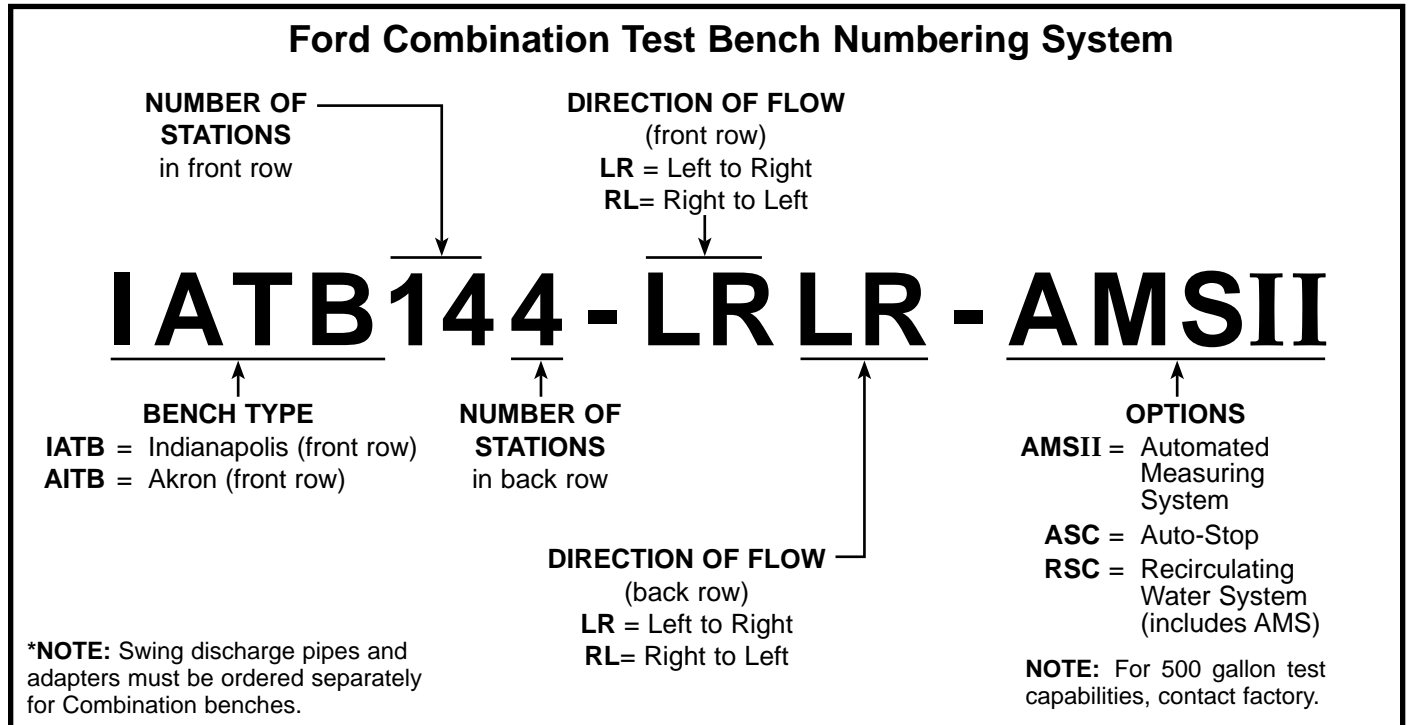 Ford Combination Test Bench Numbering System
NUMBER OF
STATIONS
in front row
DIRECTION OF FLOW
(front row)
LR = Left to Right
RL= Right to Left
IATB144-LRLR-AMSII
BENCH TYPE
IATB = Indianapolis (front row)
AITB = Akron (front row)
NUMBER OF
STATIONS
in back row
OPTIONS
AMSII = Automated
Measuring
System
ASC = Auto-Stop
RSC = Recirculating
Water System
(includes AMS)
DIRECTION OF FLOW
(back row)
LR = Left to Right
RL= Right to Left
*NOTE: Swing discharge pipes and
adapters must be ordered separately
for Combination benches.
NOTE: For 500 gallon test
capabilities, contact factory.